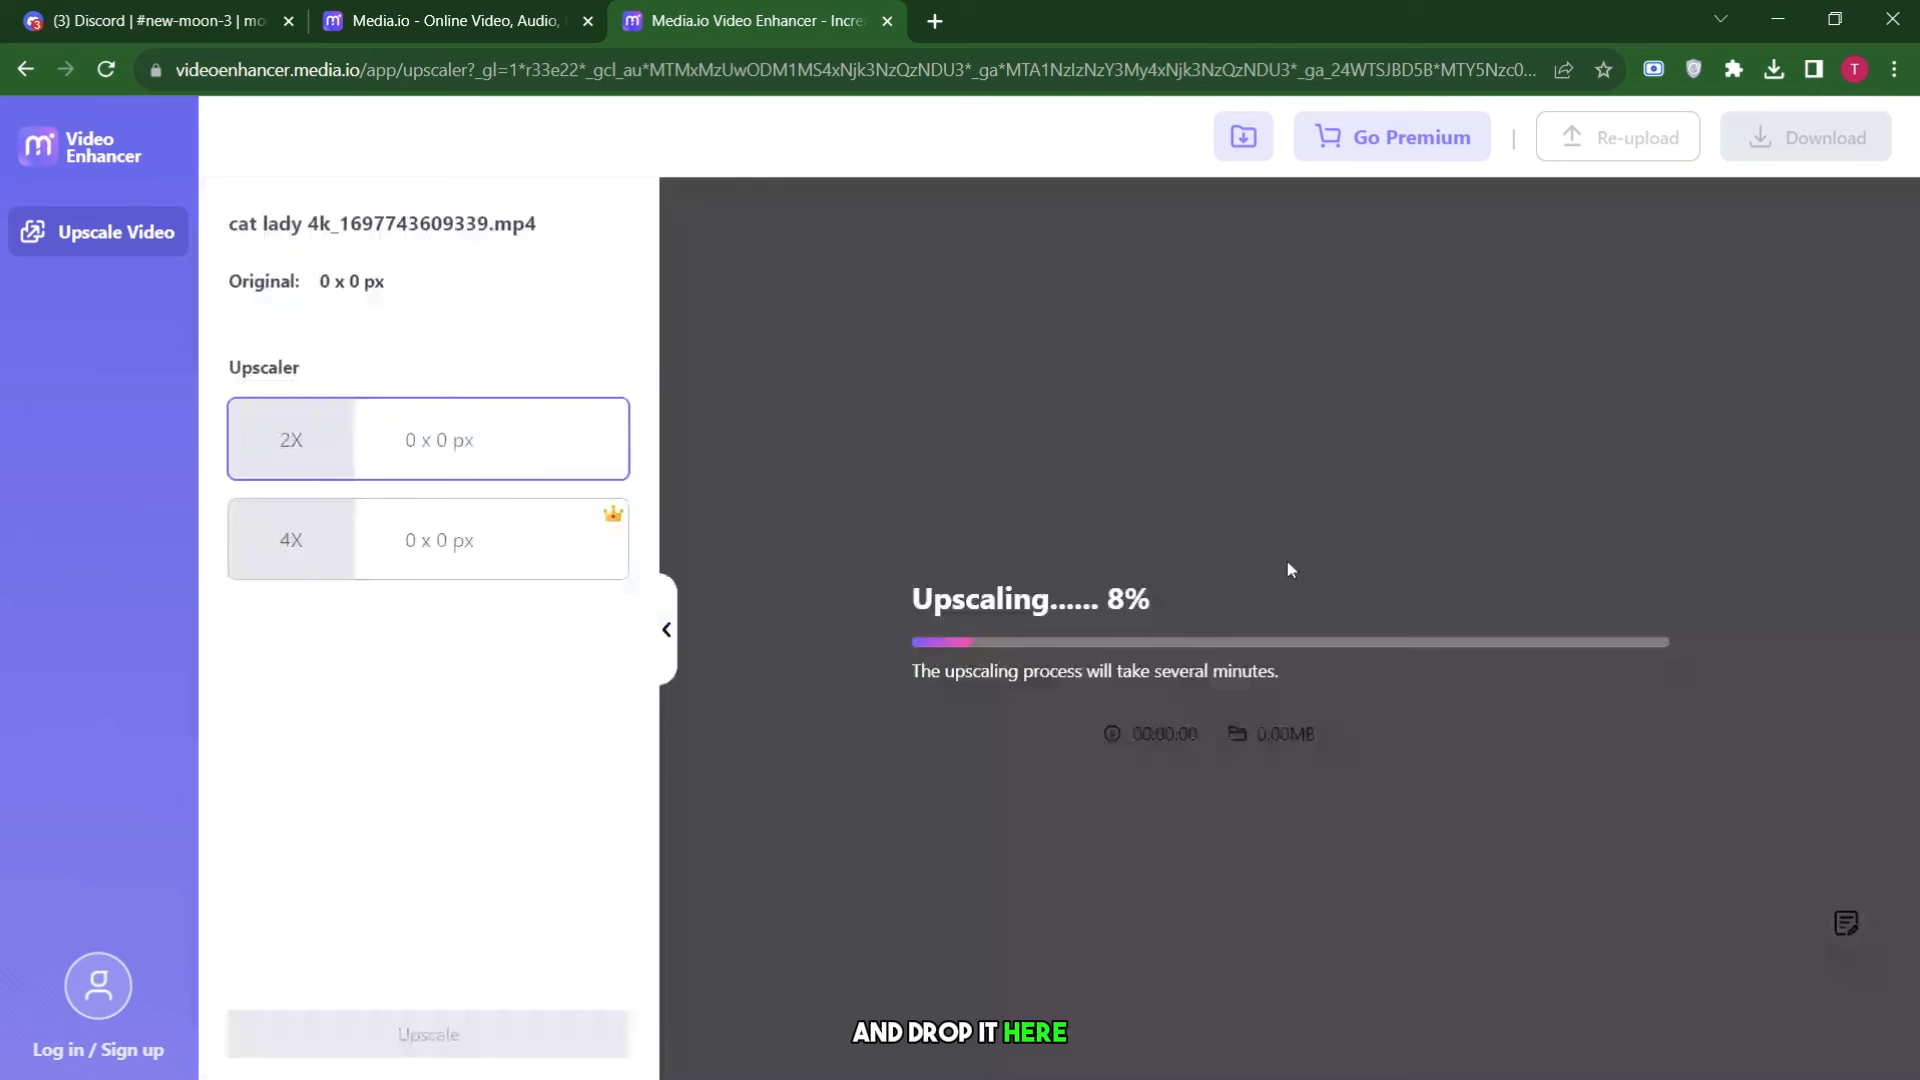 (3) Discord | #new-moon-3 | mo
Media.io - Online Video, Audio,
Media.io Video Enhancer - Incre
videoenhancer.media.io/app/upscaler?_gl=1*r33e22*_gcl_au*MTMxMzUwODM1MS4xNjk3NzQzNDU3*_ga*MTA1NzIzNzY3My4xNjk3NzQzNDU3*_ga_24WTSJBD5B*MTY5Nzc0...
T
Video
Enhancer
Go Premium
Re-upload
Download
Upscale Video
cat lady 4k_1697743609339.mp4
Original: 0 x 0 px
Upscaler
2X 0 x 0 px
4X 0 x 0 px
Upscaling...... 8%
The upscaling process will take several minutes.
00:00:00 0.00MB
Upscale
Log in / Sign up
AND DROP IT HERE